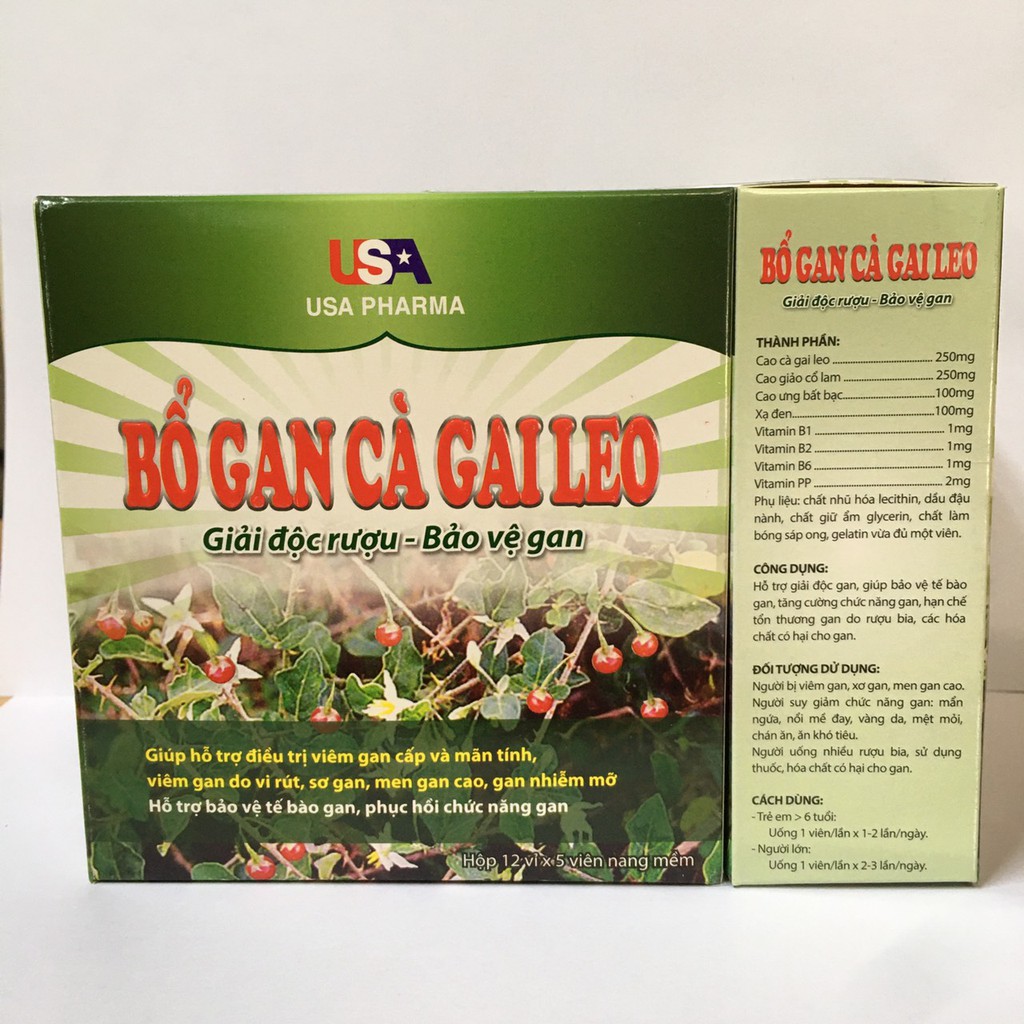 USA
USA PHARMA
BỔ GAN CÀ GAI LEO
Giải độc rượu - Bảo vệ gan
Giúp hỗ trợ điều trị viêm gan cấp và mãn tính,
viêm gan do vi rút, sơ gan, men gan cao, gan nhiễm mỡ
Hỗ trợ bảo vệ tế bào gan, phục hồi chức năng gan
Hộp 12 vỉ x 5 viên nang mềm
BỔ GAN CÀ GAI LEO
Giải độc rượu - Bảo vệ gan
THÀNH PHẦN:
Cao cà gai leo ................................ 250mg
Cao giảo cổ lam ............................. 250mg
Cao ưng bất bạc.............................100mg
Xạ đen.............................................100mg
Vitamin B1 ......................................... 1mg
Vitamin B2 ......................................... 1mg
Vitamin B6 ......................................... 1mg
Vitamin PP ......................................... 2mg
Phụ liệu: chất nhũ hóa lecithin, dầu đậu
nành, chất giữ ẩm glycerin, chất làm
bóng sáp ong, gelatin vừa đủ một viên.
CÔNG DỤNG:
Hỗ trợ giải độc gan, giúp bảo vệ tế bào
gan, tăng cường chức năng gan, hạn chế
tổn thương gan do rượu bia, các hóa
chất có hại cho gan.
ĐỐI TƯỢNG DỬ DỤNG:
Người bị viêm gan, xơ gan, men gan cao.
Người suy giảm chức năng gan: mẩn
ngứa, nổi mề đay, vàng da, mệt mỏi,
chán ăn, ăn khó tiêu.
Người uống nhiều rượu bia, sử dụng
thuốc, hóa chất có hại cho gan.
CÁCH DÙNG:
- Trẻ em > 6 tuổi:
Uống 1 viên/lần x 1-2 lần/ngày.
- Người lớn:
Uống 1 viên/lần x 2-3 lần/ngày.